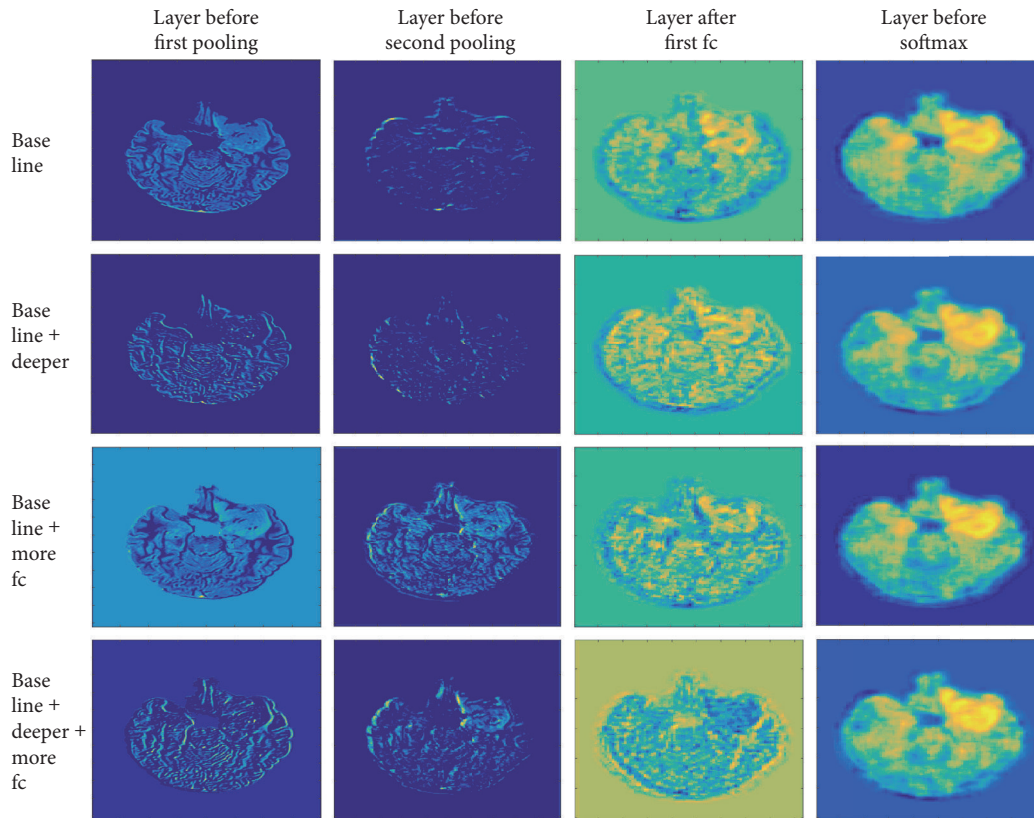 Layer before
first pooling
Layer before
second pooling
Layer after
first fc
Layer before
softmax
Base
line
Base
line +
deeper
Base
line +
more
fc
Base
line +
deeper +
more
fc